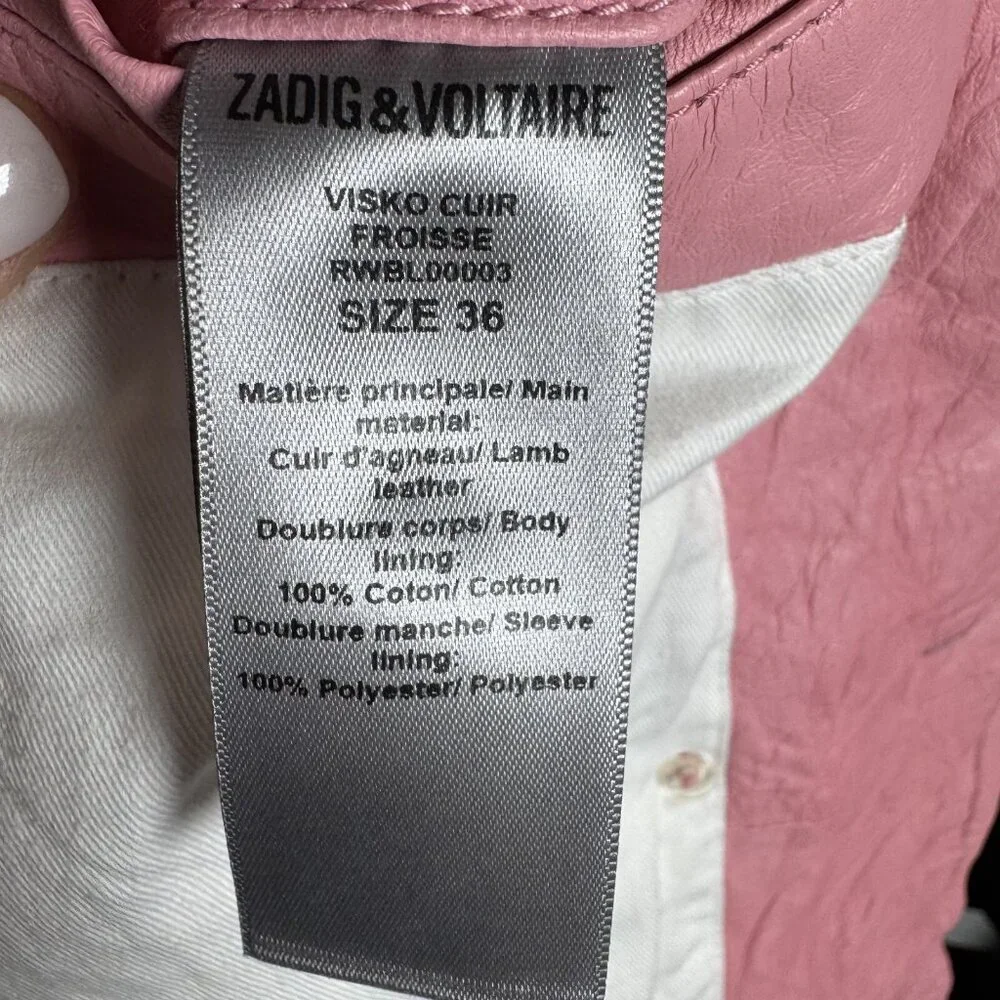 ZADIG&VOLTAIRE
VISKO CUIR
FROISSE
RWBL00003
SIZE 36
Matière principale/ Main
material:
Cuir d'agneau/ Lamb
leather
Doublure corps/ Body
lining:
100% Coton/ Cotton
Doublure manche/ Sleeve
lining:
100% Polyester/ Polyester